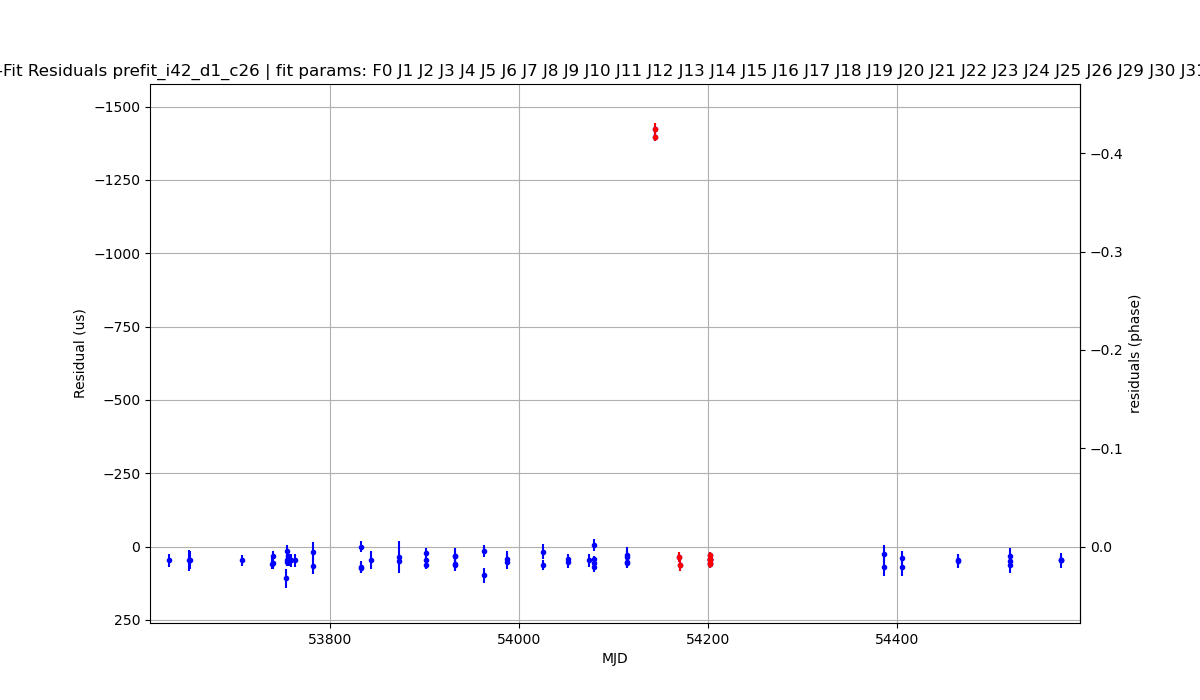 -Fit Residuals prefit_i42_d1_c26 | fit params: F0 J1 J2 J3 J4 J5 J6 J7 J8 J9 J10 J11 J12 J13 J14 J15 J16 J17 J18 J19 J20 J21 J22 J23 J24 J25 J26 J29 J30 J31
−1500
−1250
−1000
−750
−500
−250
0
250
Residual (us)
−0.4
−0.3
−0.2
−0.1
0.0
residuals (phase)
53800 54000 54200 54400
MJD